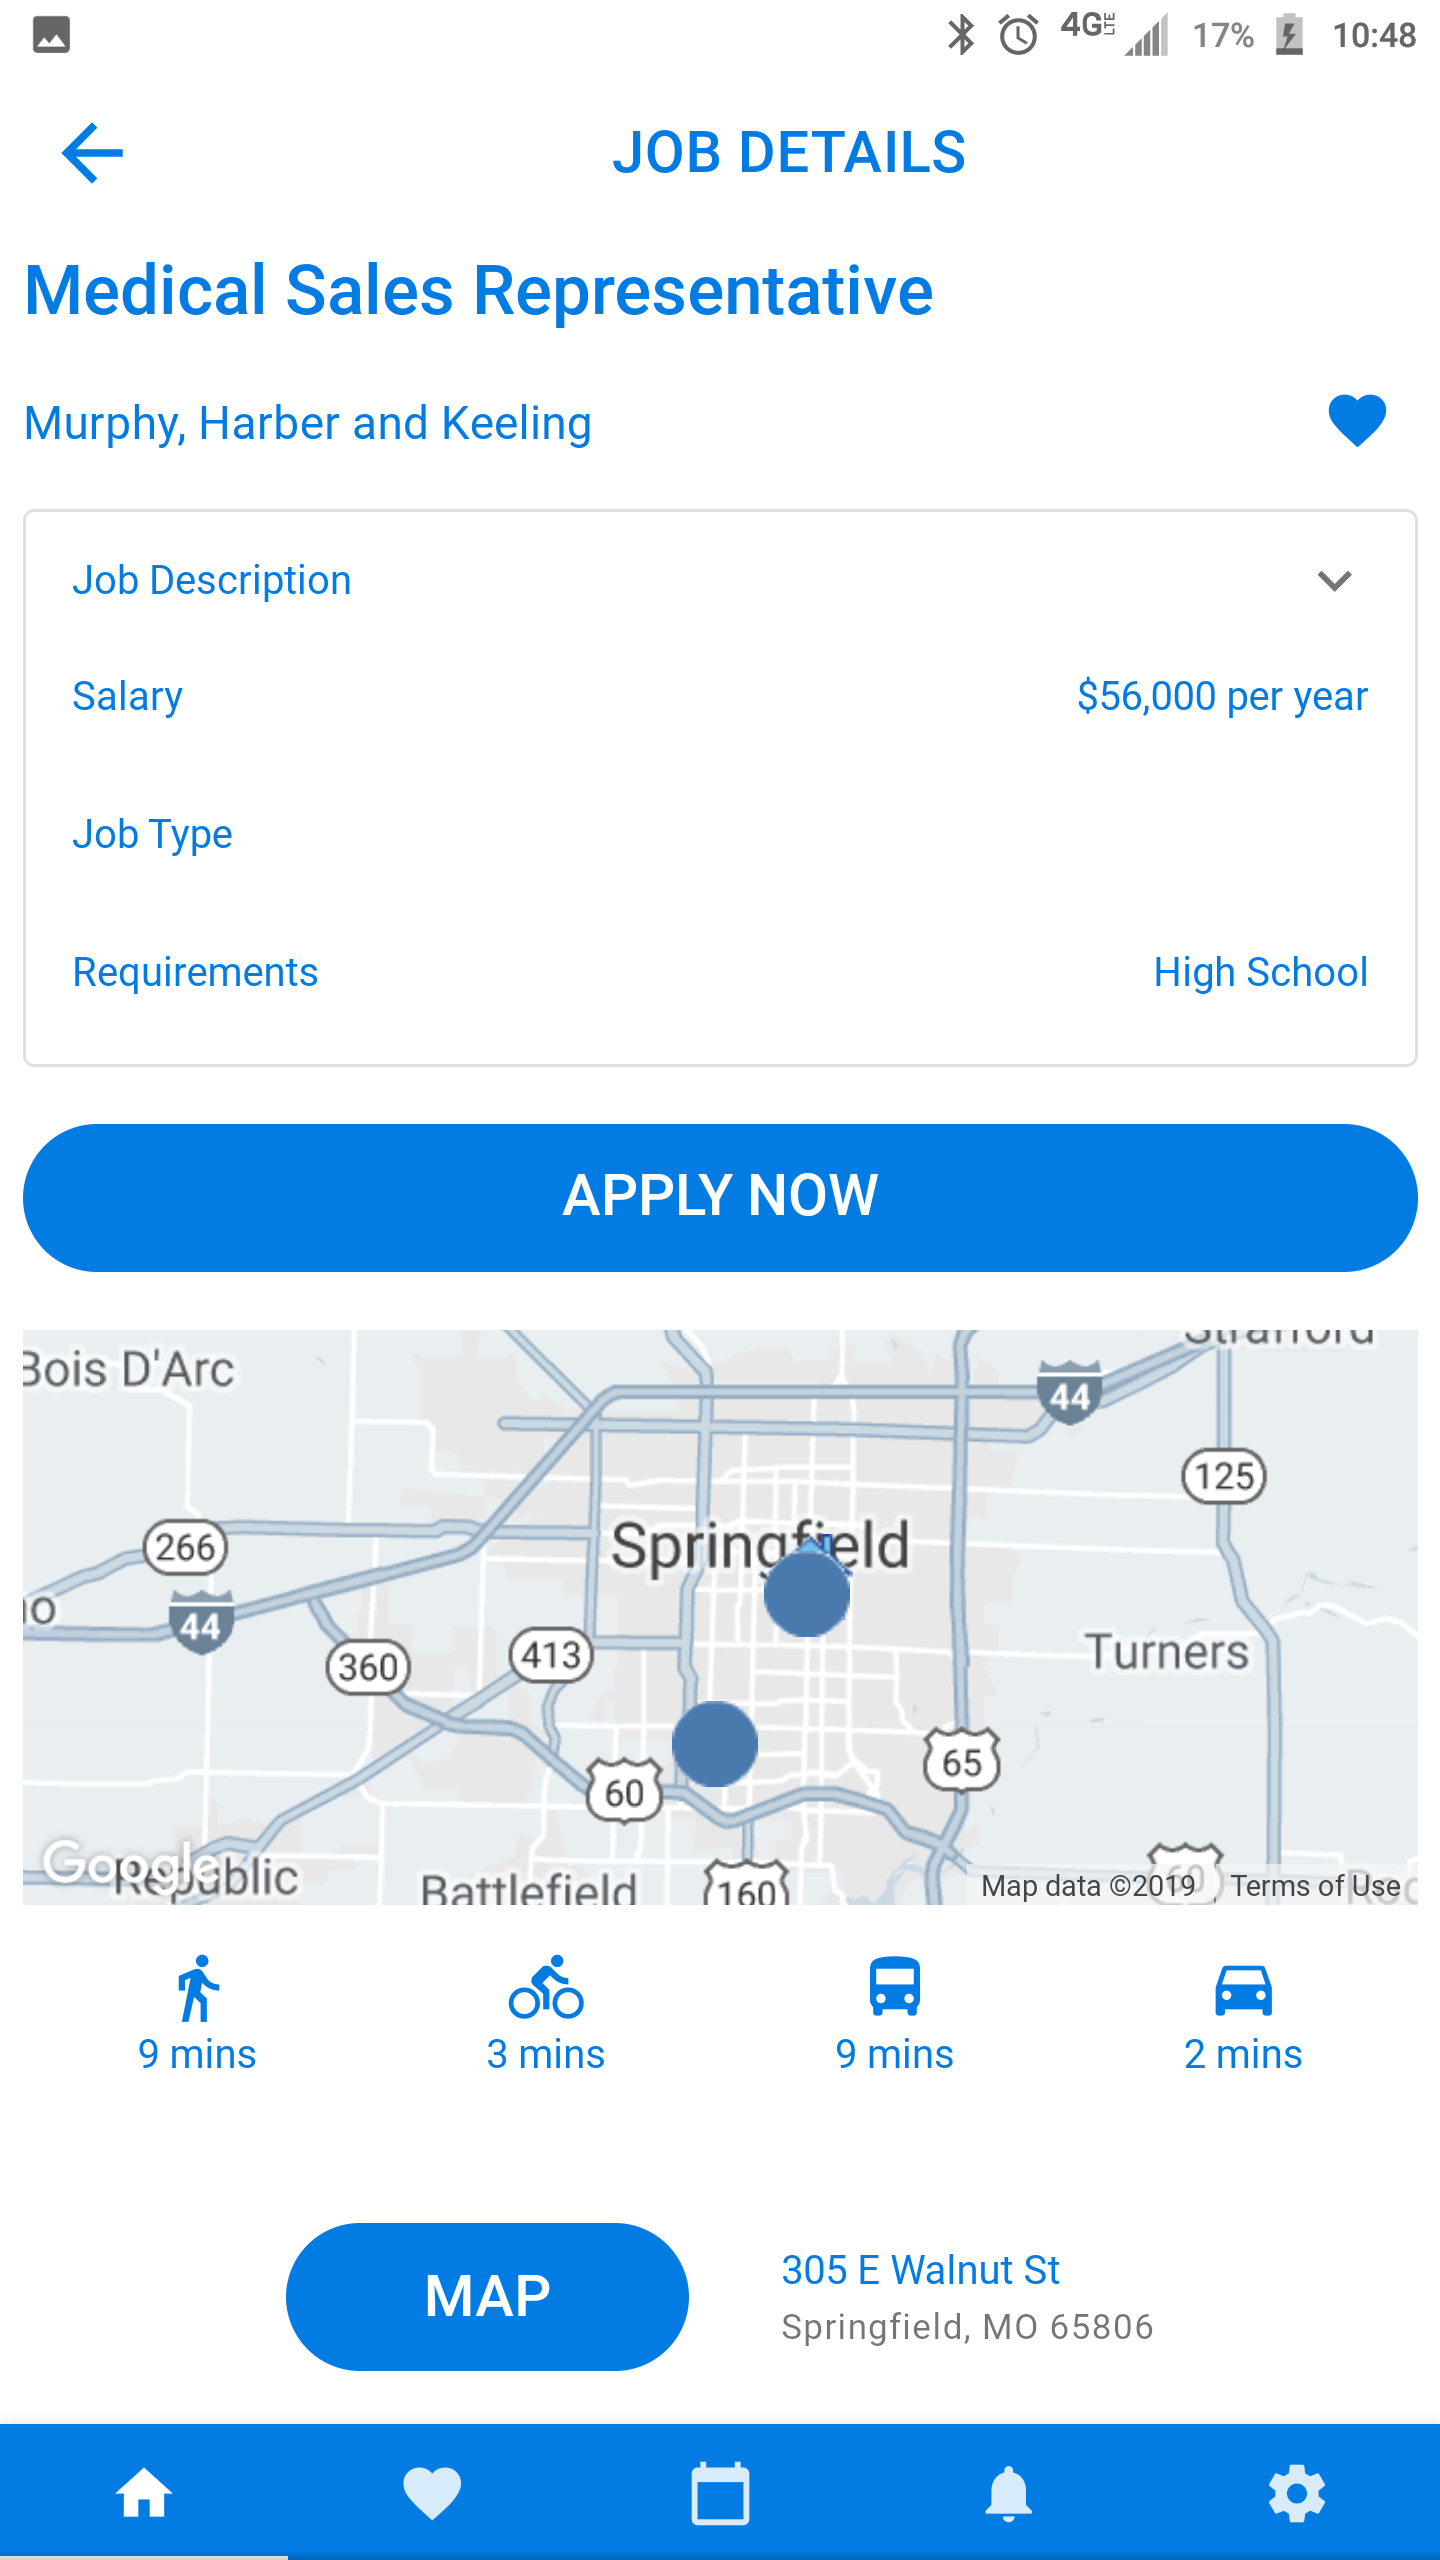 4G LTE 17% 10:48
JOB DETAILS
Medical Sales Representative
Murphy, Harber and Keeling
Job Description
Salary $56,000 per year
Job Type
Requirements High School
APPLY NOW
Strafford
Bois D'Arc
44
125
Springfield
266
44
Turners
360
413
65
60
Google
Republic
Battlefield
160
60
Map data ©2019 Terms of Use
9 mins 3 mins 9 mins 2 mins
MAP
305 E Walnut St
Springfield, MO 65806